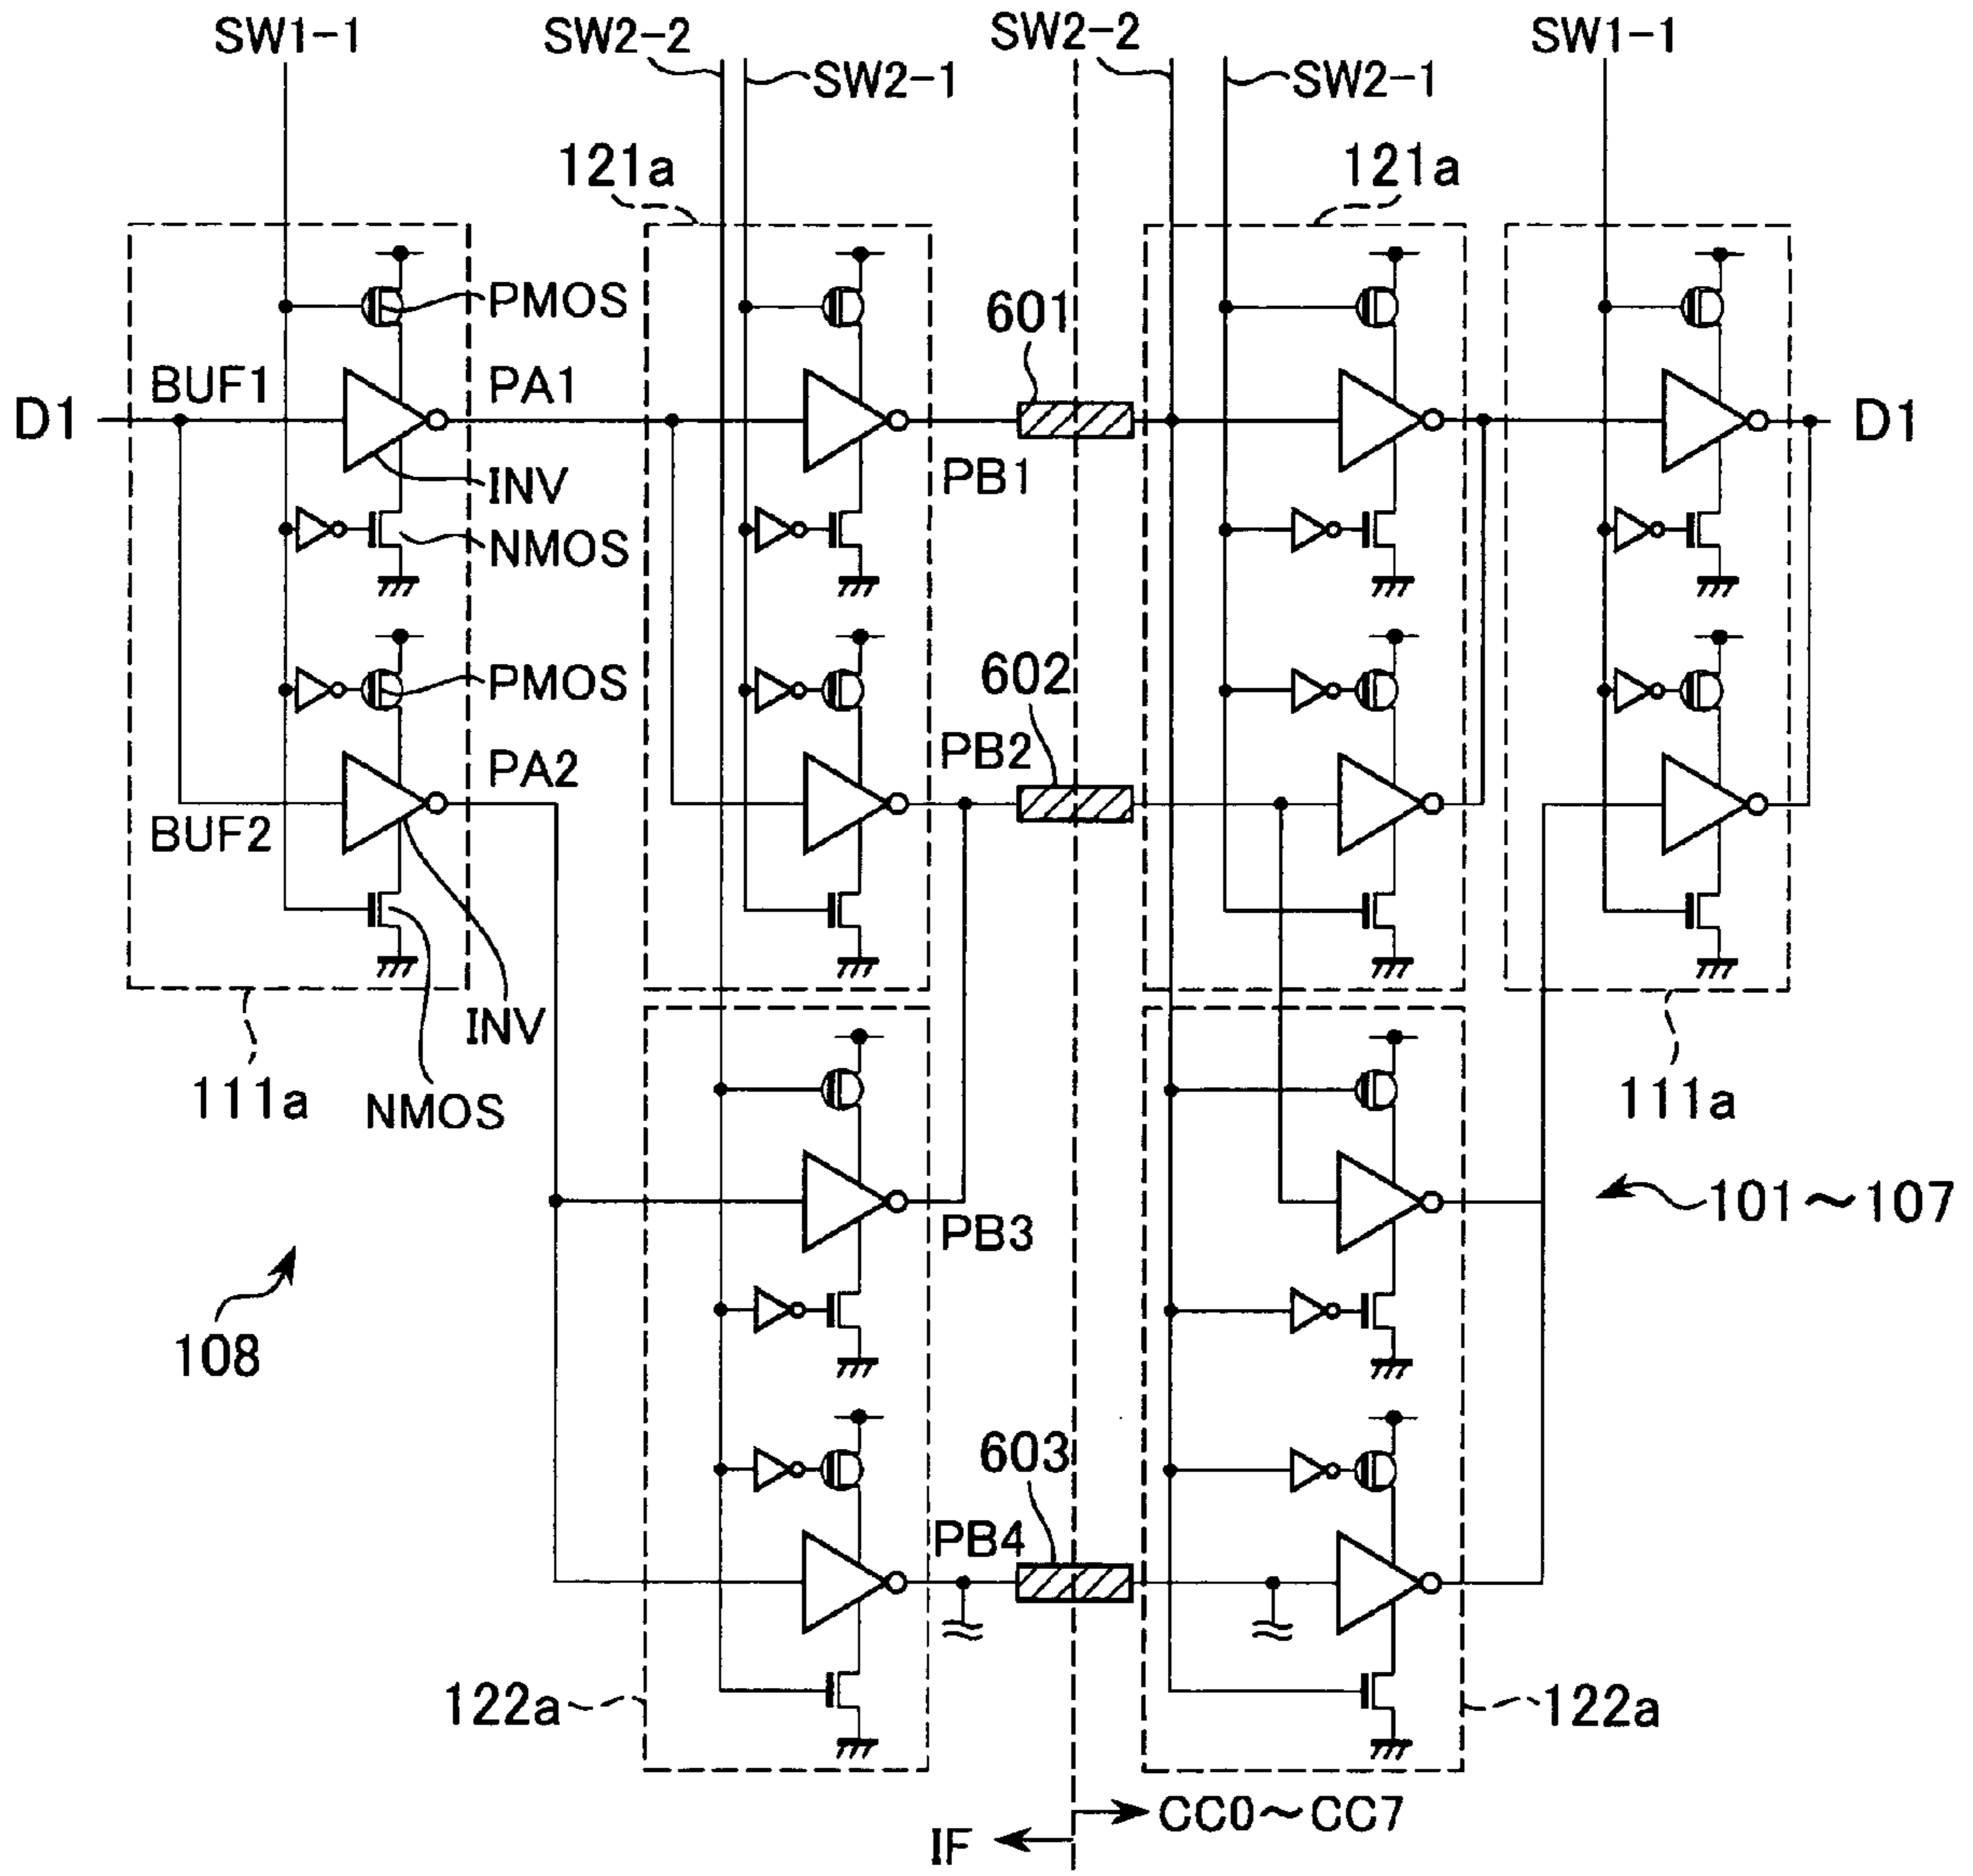 SW1-1
SW2-2
SW2-1
SW2-2
SW2-1
SW1-1
121a
121a
PMOS
601
BUF1
PA1
D1
D1
INV
PB1
NMOS
PMOS
602
PA2
PB2
BUF2
INV
111a
NMOS
111a
101～107
PB3
108
603
PB4
122a
122a
CC0～CC7
IF